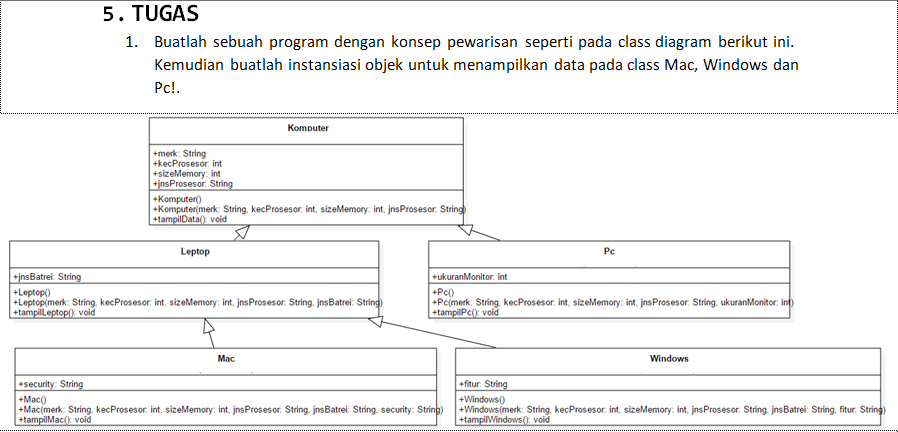 5. TUGAS
1. Buatlah sebuah program dengan konsep pewarisan seperti pada class diagram berikut ini.
Kemudian buatlah instansiasi objek untuk menampilkan data pada class Mac, Windows dan
Pc!.
Komputer
+merk: String
+kecProsesor: int
+sizeMemory: int
+jnsProsesor: String
+Komputer()
+Komputer(merk: String, kecProsesor: int, sizeMemory: int, jnsProsesor: String)
+tampilData(): void
Leptop
+jnsBatrei: String
+Leptop()
+Leptop(merk: String, kecProsesor: int, sizeMemory: int, jnsProsesor: String, jnsBatrei: String)
+tampilLeptop(): void
Pc
+ukuranMonitor: int
+Pc()
+Pc(merk: String, kecProsesor: int, sizeMemory: int, jnsProsesor: String, ukuranMonitor: int)
+tampilPc(): void
Mac
+security: String
+Mac()
+Mac(merk: String, kecProsesor: int, sizeMemory: int, jnsProsesor: String, jnsBatrei: String, security: String)
+tampilMac(): void
Windows
+fitur: String
+Windows()
+Windows(merk: String, kecProsesor: int, sizeMemory: int, jnsProsesor: String, jnsBatrei: String, fitur: String)
+tampilWindows(): void